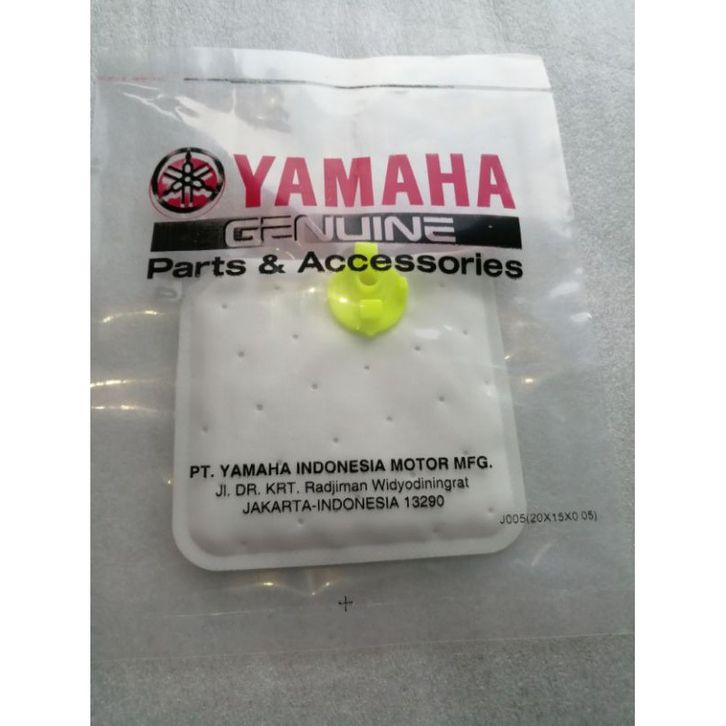 YAMAHA
GENUINE
Parts & Accessories
PT. YAMAHA INDONESIA MOTOR MFG.
Jl. DR. KRT. Radjiman Widyodiningrat
JAKARTA-INDONESIA 13290
J005(20X15X0.05)